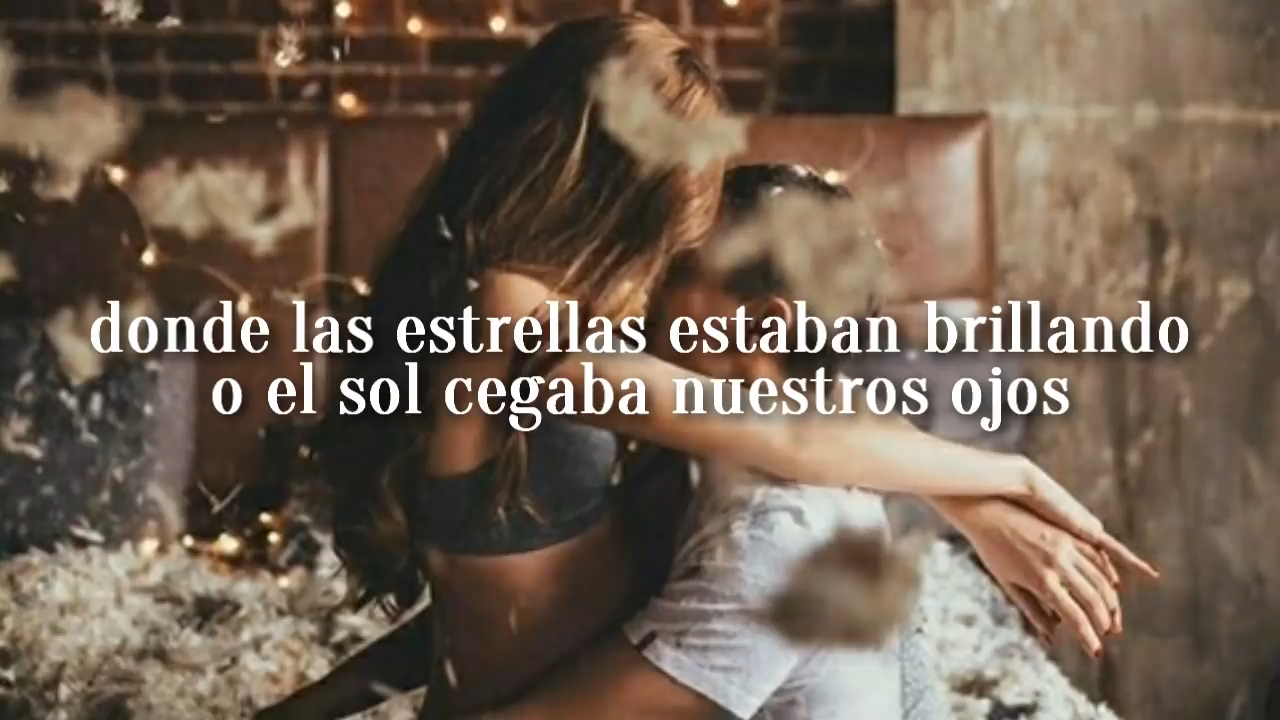 donde las estrellas estaban brillando
o el sol cegaba nuestros ojos